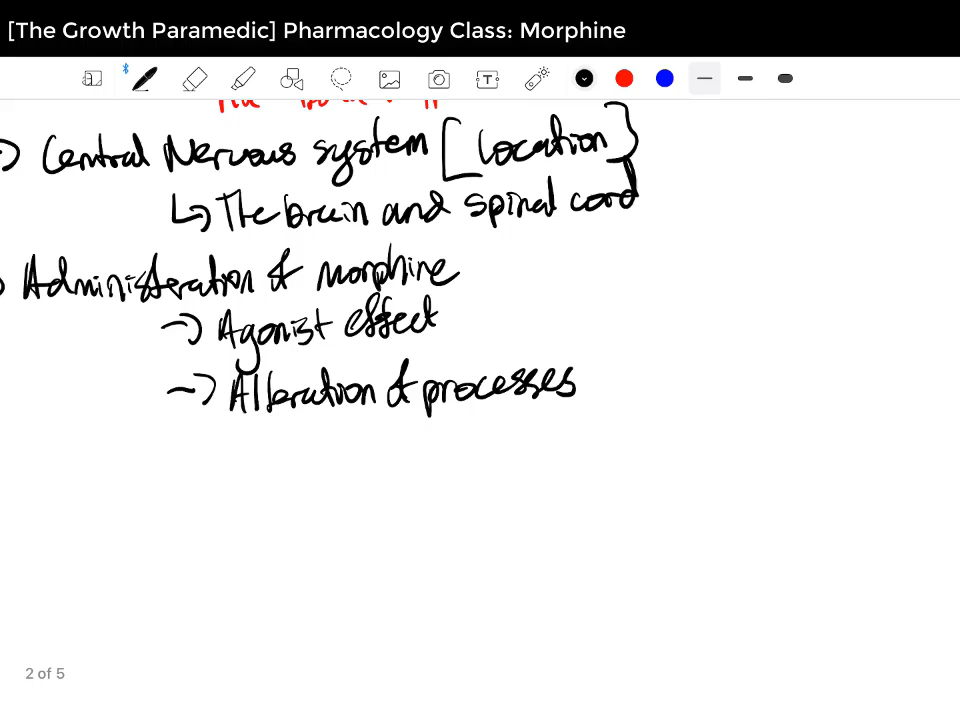 [The Growth Paramedic] Pharmacology Class: Morphine
→ Central Nervous system [Location]
↳ The brain and spinal cord
Administeration of morphine
→ Agonist effect
→ Alteration of processes
2 of 5